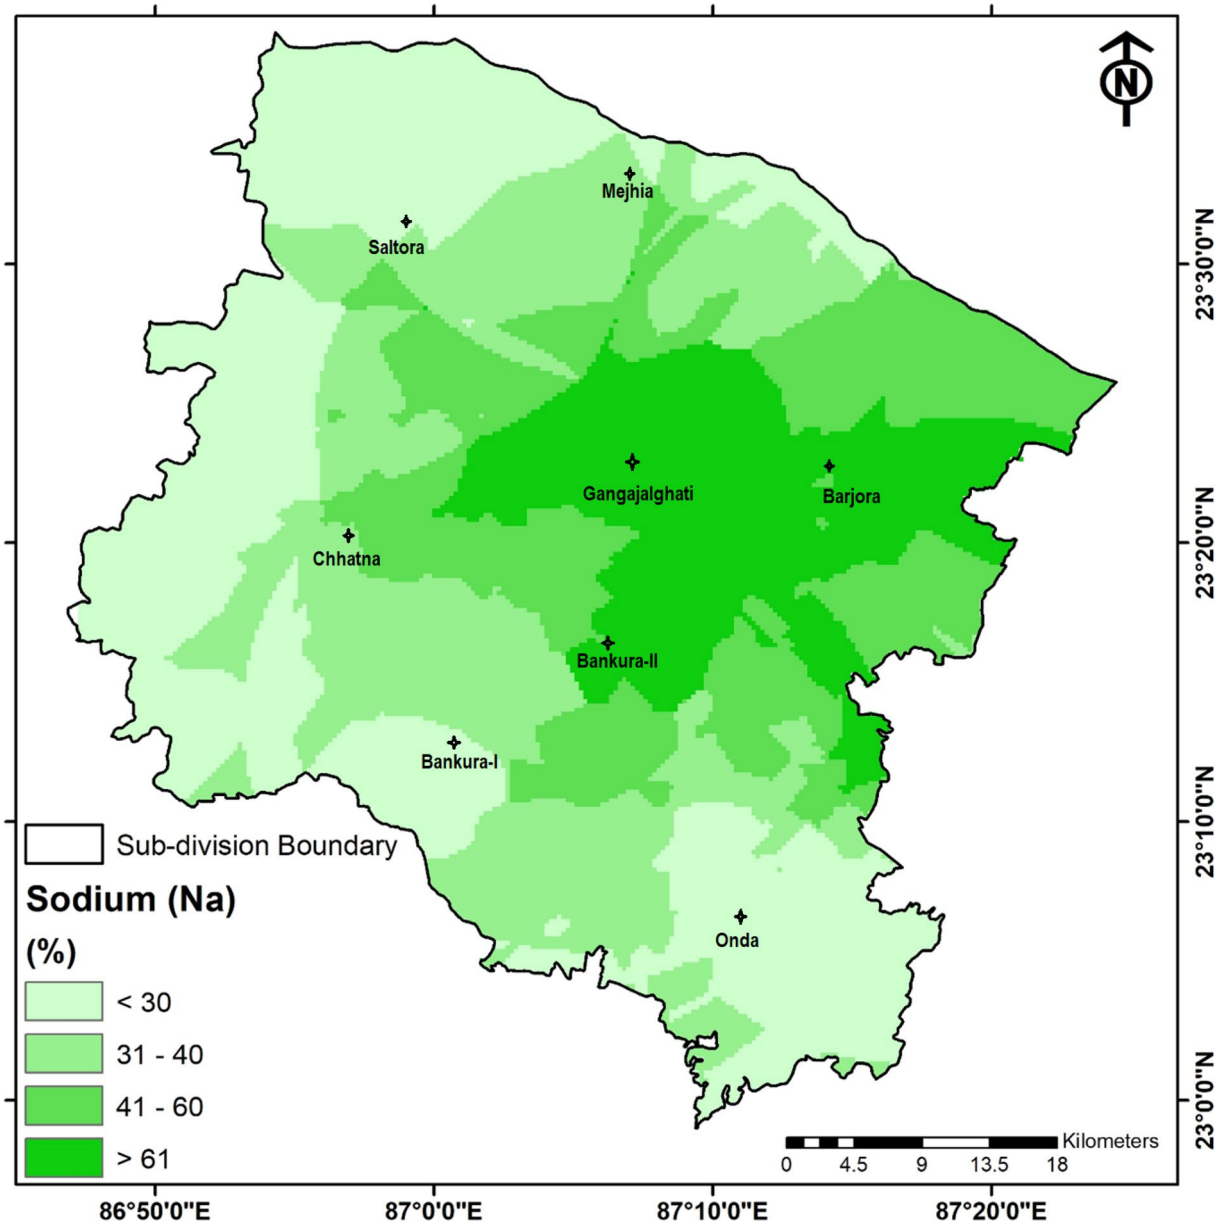 N
Mejhia
Saltora
23°30'0"N
Gangajalghati
Barjora
23°20'0"N
Chhatna
Bankura-II
Bankura-I
23°10'0"N
Sub-division Boundary
Sodium (Na)
(%)
Onda
< 30
31 - 40
41 - 60
> 61
23°0'0"N
Kilometers
0 4.5 9 13.5 18
86°50'0"E 87°0'0"E 87°10'0"E 87°20'0"E